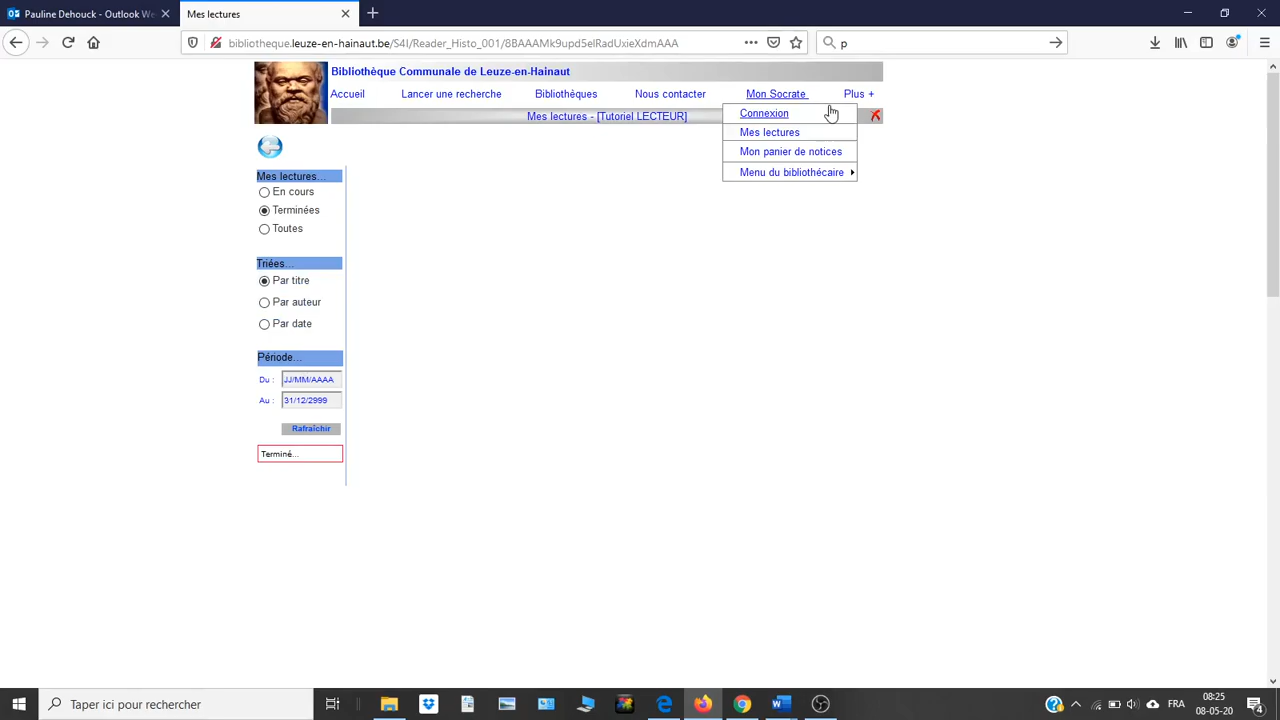 Pauline Dehouck - Outlook We
Mes lectures
bibliotheque.leuze-en-hainaut.be/S4I/Reader_Histo_001/8BAAAMk9upd5elRadUxieXdmAAA
p
Bibliothèque Communale de Leuze-en-Hainaut
Accueil Lancer une recherche Bibliothèques Nous contacter Mon Socrate Plus +
Mes lectures - [Tutoriel LECTEUR]
Connexion
Mes lectures
Mon panier de notices
Menu du bibliothécaire
Mes lectures...
En cours
Terminées
Toutes
Triées...
Par titre
Par auteur
Par date
Période...
Du : JJ/MM/AAAA
Au : 31/12/2999
Rafraîchir
Terminé...
Taper ici pour rechercher
FRA
08:25
08-05-20